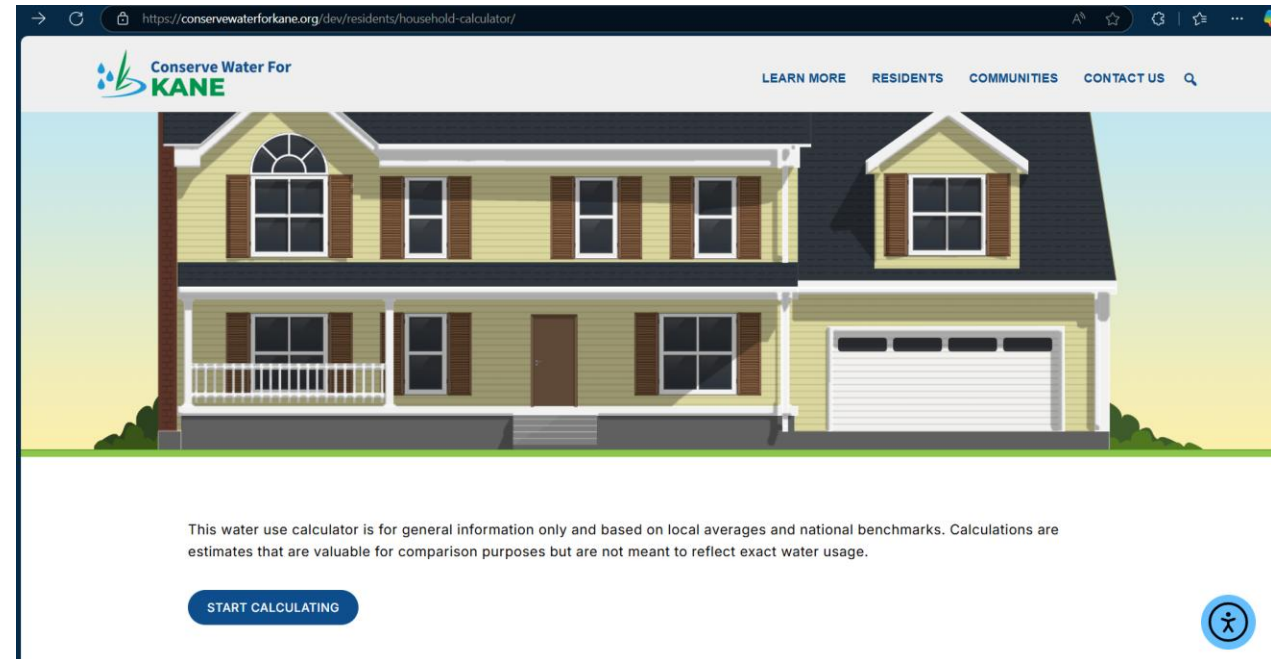 https://conservewaterforkane.org/dev/residents/household-calculator/
Conserve Water For
KANE
LEARN MORE RESIDENTS COMMUNITIES CONTACT US
This water use calculator is for general information only and based on local averages and national benchmarks. Calculations are
estimates that are valuable for comparison purposes but are not meant to reflect exact water usage.
START CALCULATING